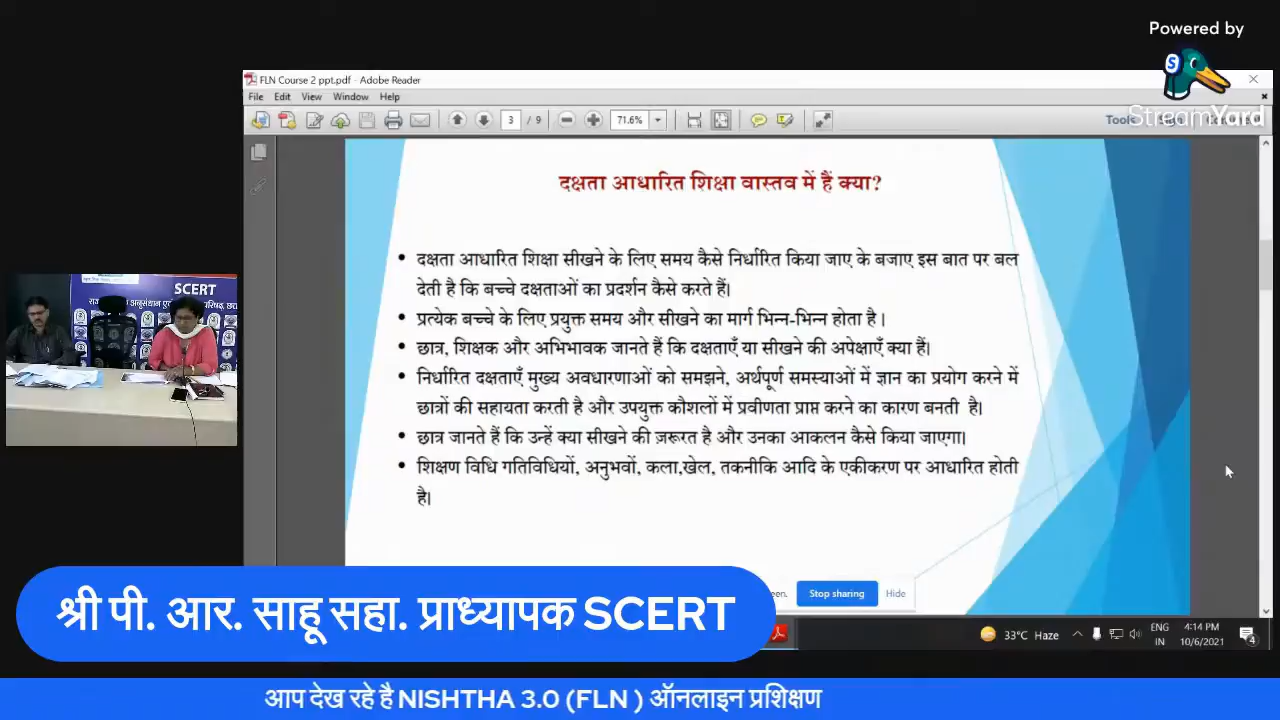 Powered by
StreamYard
FLN Course 2 ppt.pdf - Adobe Reader
File Edit View Window Help
3 / 9 71.6%
Tools
दक्षता आधारित शिक्षा वास्तव में हैं क्या?
• दक्षता आधारित शिक्षा सीखने के लिए समय कैसे निर्धारित किया जाए के बजाए इस बात पर बल
देती है कि बच्चे दक्षताओं का प्रदर्शन कैसे करते हैं।
• प्रत्येक बच्चे के लिए प्रयुक्त समय और सीखने का मार्ग भिन्न-भिन्न होता है ।
• छात्र, शिक्षक और अभिभावक जानते हैं कि दक्षताएँ या सीखने की अपेक्षाएँ क्या हैं।
• निर्धारित दक्षताएँ मुख्य अवधारणाओं को समझने, अर्थपूर्ण समस्याओं में ज्ञान का प्रयोग करने में
छात्रों की सहायता करती है और उपयुक्त कौशलों में प्रवीणता प्राप्त करने का कारण बनती है।
• छात्र जानते हैं कि उन्हें क्या सीखने की ज़रूरत है और उनका आकलन कैसे किया जाएगा।
• शिक्षण विधि गतिविधियों, अनुभवों, कला,खेल, तकनीकि आदि के एकीकरण पर आधारित होती
है।
SCERT
een. Stop sharing Hide
श्री पी. आर. साहू सहा. प्राध्यापक SCERT
33°C Haze
ENG
IN
4:14 PM
10/6/2021
4
आप देख रहे है NISHTHA 3.0 (FLN ) ऑनलाइन प्रशिक्षण